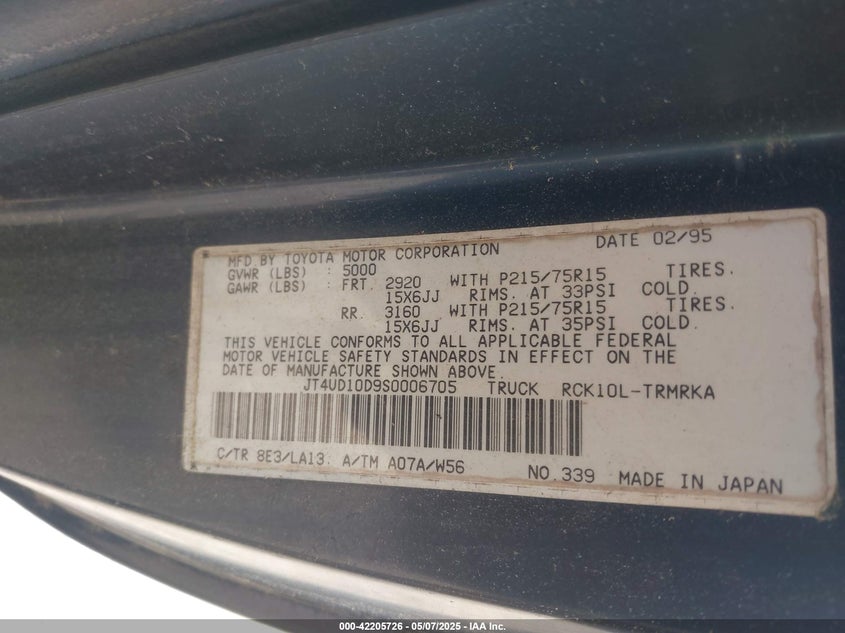 MFD BY TOYOTA MOTOR CORPORATION DATE 02/95
GVWR (LBS) : 5000
GAWR (LBS) : FRT. 2920 WITH P215/75R15 TIRES.
15X6JJ RIMS. AT 33PSI COLD.
RR. 3160 WITH P215/75R15 TIRES.
15X6JJ RIMS. AT 35PSI COLD.
THIS VEHICLE CONFORMS TO ALL APPLICABLE FEDERAL
MOTOR VEHICLE SAFETY STANDARDS IN EFFECT ON THE
DATE OF MANUFACTURE SHOWN ABOVE.
JT4UD10D9S0006705 TRUCK RCK10L-TRMRKA
C/TR 8E3/LA13. A/TM A07A/W56 NO.339 MADE IN JAPAN
000-42205726 - 05/07/2025 - IAA Inc.